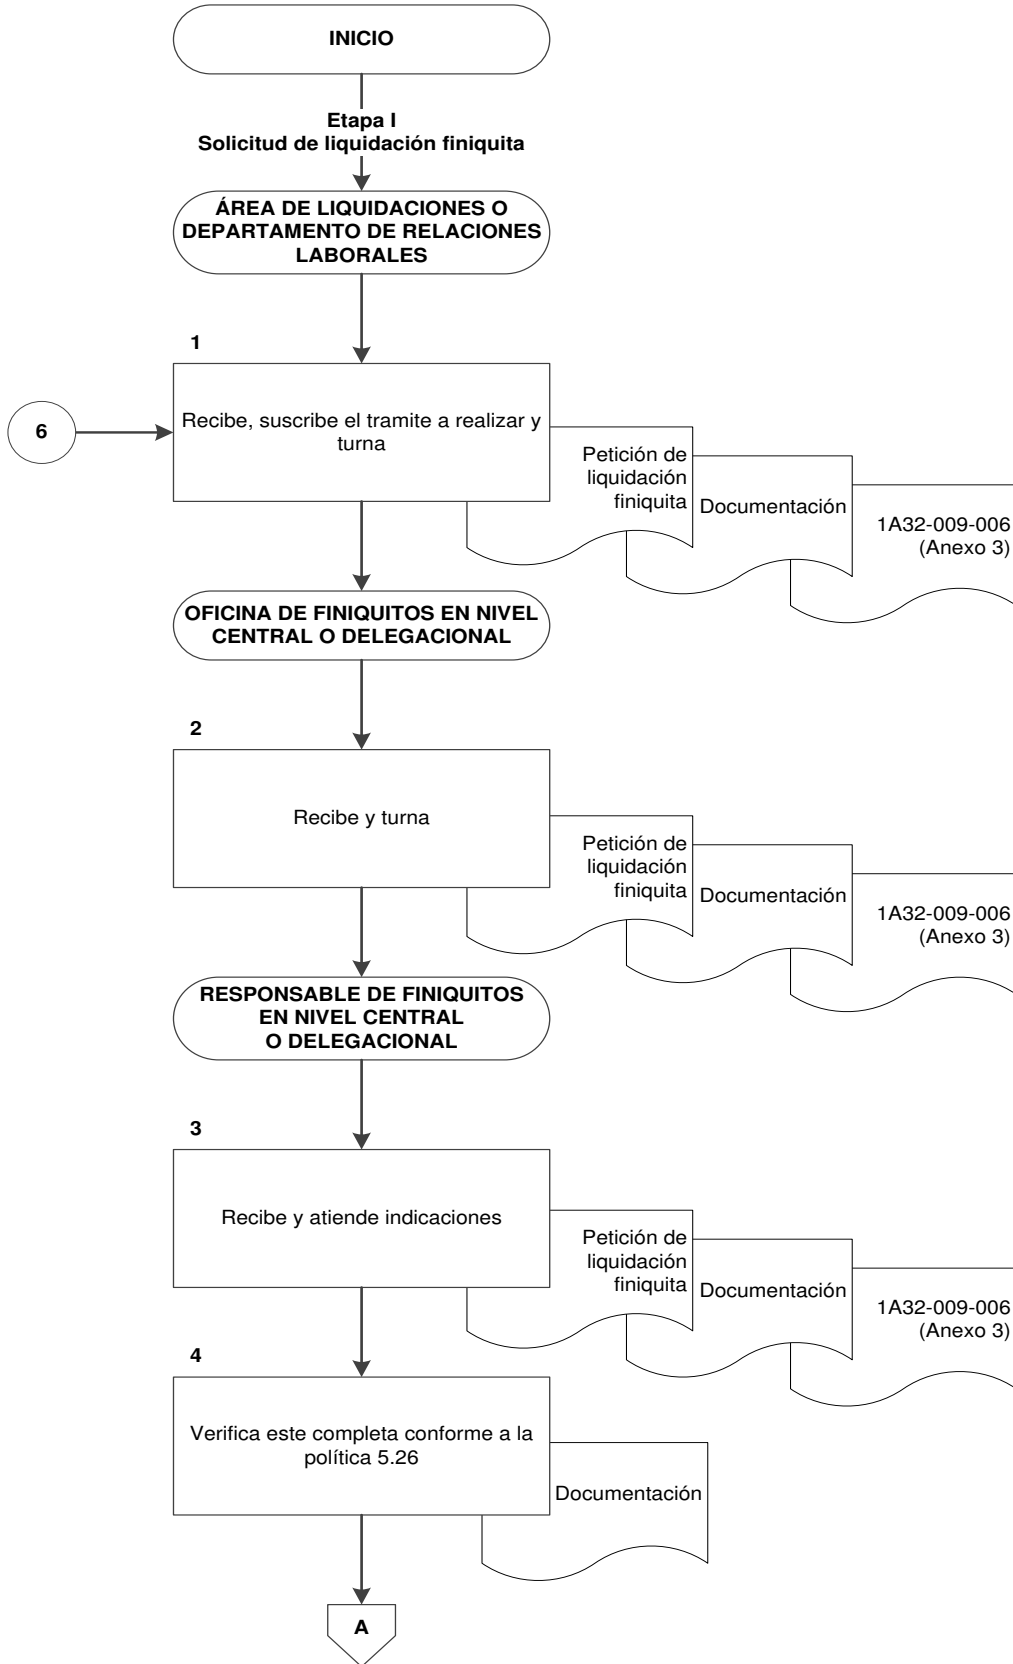 INICIO
Etapa I
Solicitud de liquidación finiquita
ÁREA DE LIQUIDACIONES O
DEPARTAMENTO DE RELACIONES
LABORALES
1
6
Recibe, suscribe el tramite a realizar y
turna
Petición de
liquidación
finiquita
Documentación
1A32-009-006
(Anexo 3)
OFICINA DE FINIQUITOS EN NIVEL
CENTRAL O DELEGACIONAL
2
Recibe y turna
Petición de
liquidación
finiquita
Documentación
1A32-009-006
(Anexo 3)
RESPONSABLE DE FINIQUITOS
EN NIVEL CENTRAL
O DELEGACIONAL
3
Recibe y atiende indicaciones
Petición de
liquidación
finiquita
Documentación
1A32-009-006
(Anexo 3)
4
Verifica este completa conforme a la
política 5.26
Documentación
A